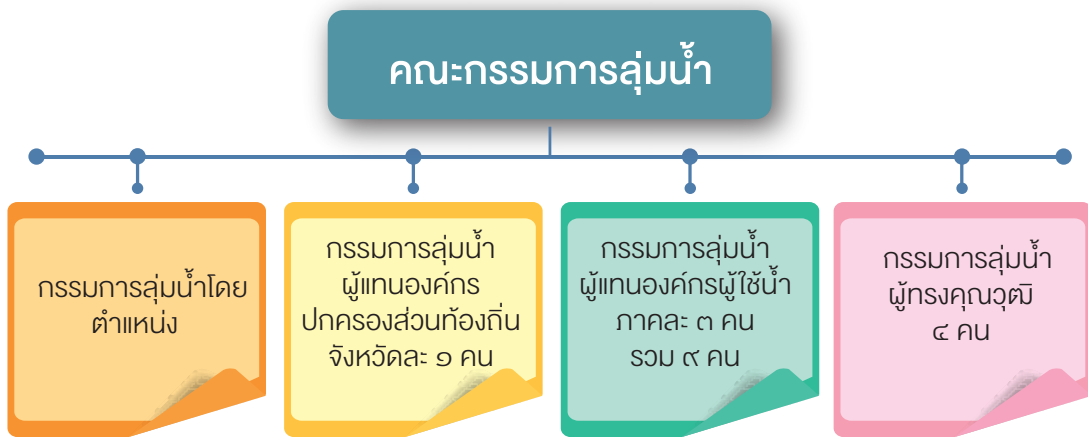 คณะกรรมการลุ่มน้ำ
กรรมการลุ่มน้ำโดย
ตำแหน่ง
กรรมการลุ่มน้ำ
ผู้แทนองค์กร
ปกครองส่วนท้องถิ่น
จังหวัดละ ๑ คน
กรรมการลุ่มน้ำ
ผู้แทนองค์กรผู้ใช้น้ำ
ภาคละ ๓ คน
รวม ๙ คน
กรรมการลุ่มน้ำ
ผู้ทรงคุณวุฒิ
๔ คน